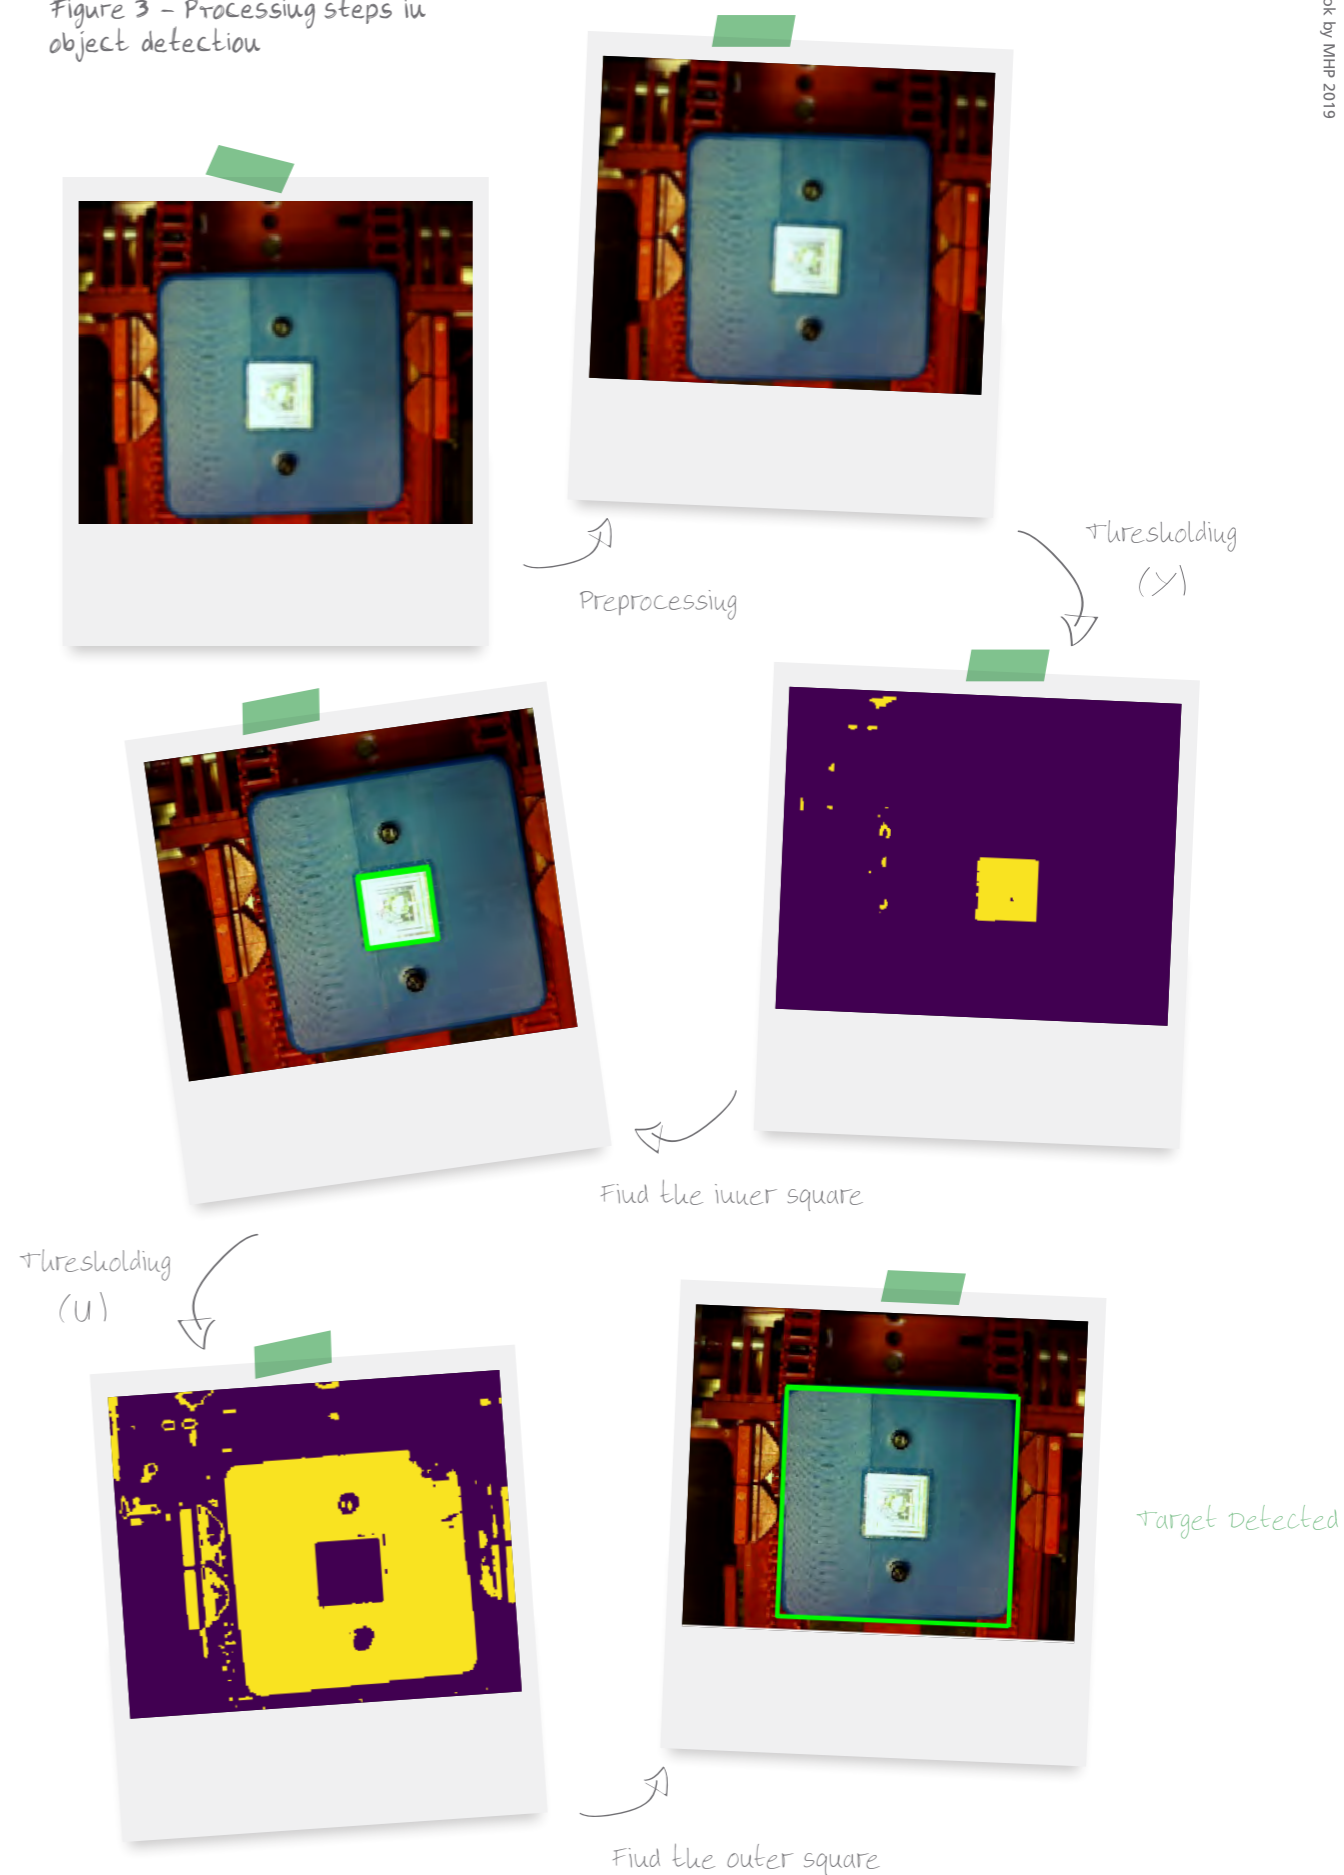 Figure 3 – Processing steps in
object detection
ok by MHP 2019
Preprocessing
Thresholding
(Y)
Find the inner square
Thresholding
(U)
Target Detected
Find the outer square